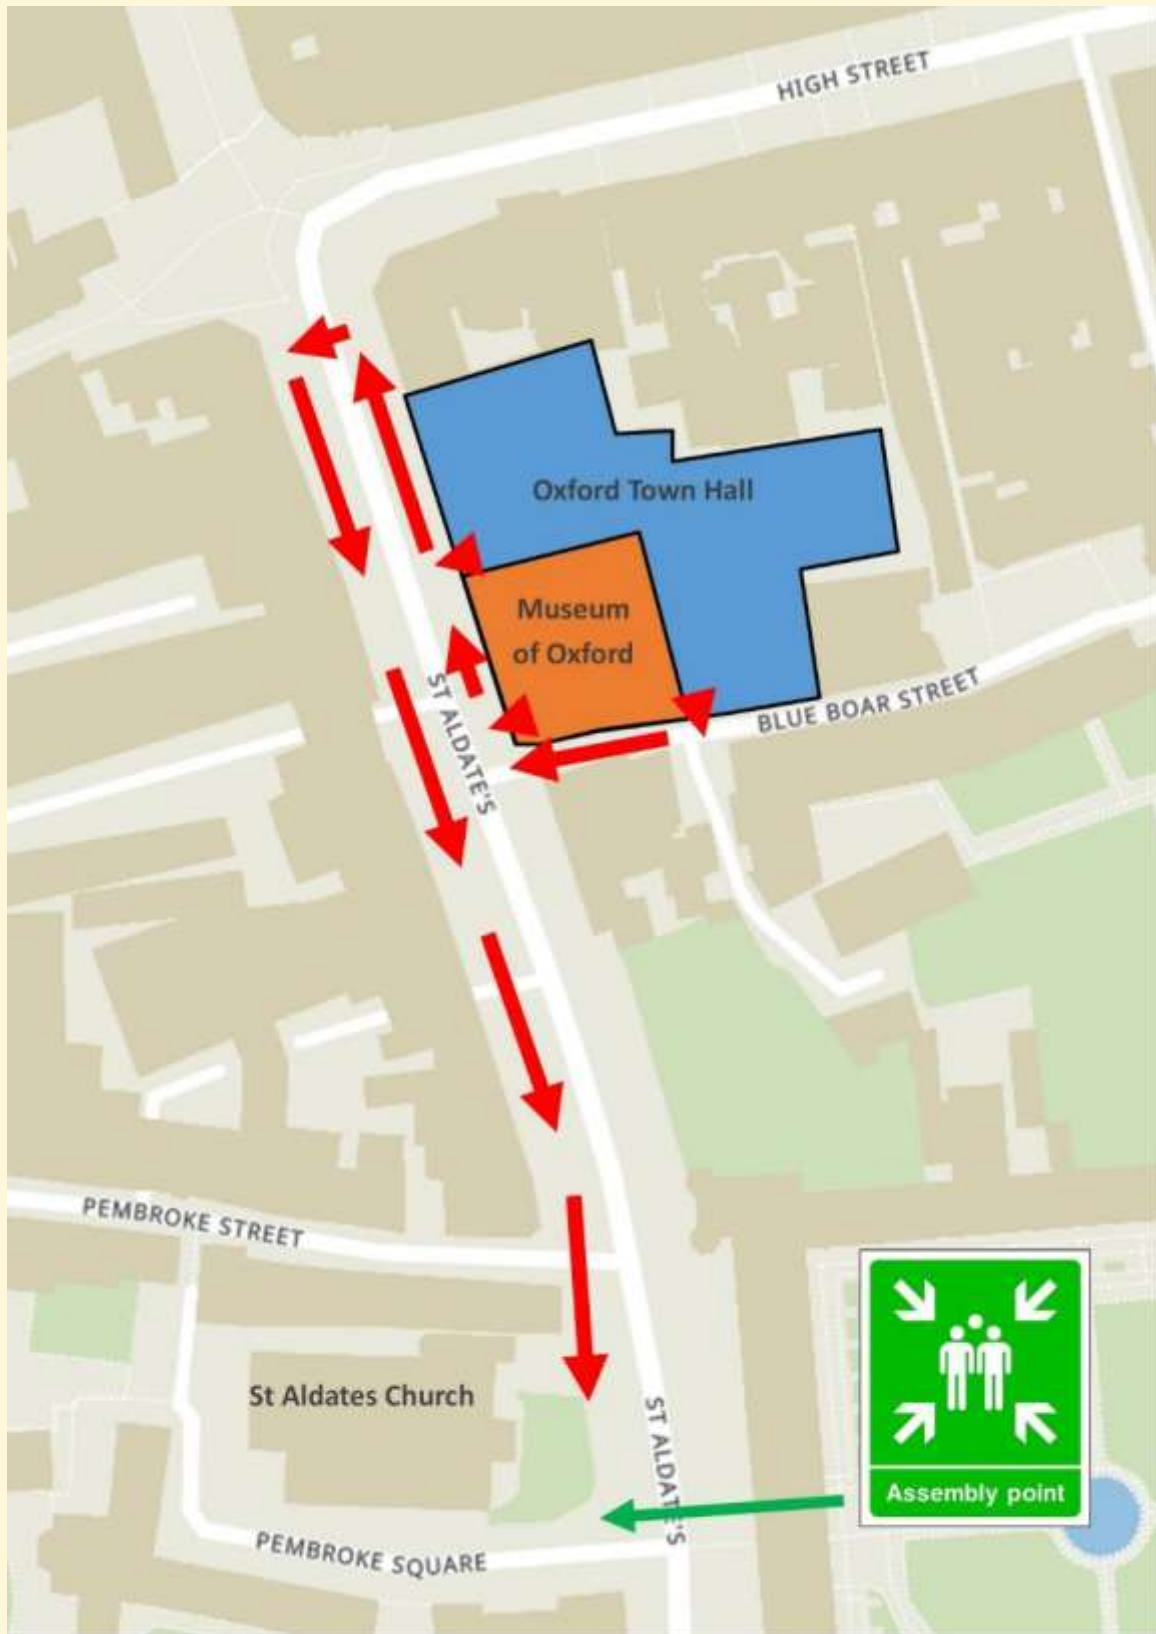 HIGH STREET
Oxford Town Hall
Museum
of Oxford
ST ALDATE'S
BLUE BOAR STREET
PEMBROKE STREET
St Aldates Church
ST ALDATE'S
Assembly point
PEMBROKE SQUARE